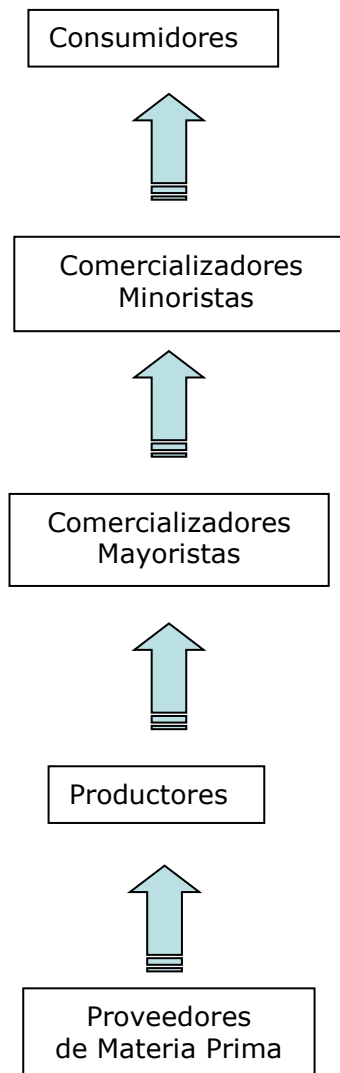 Consumidores
Comercializadores
Minoristas
Comercializadores
Mayoristas
Productores
Proveedores
de Materia Prima